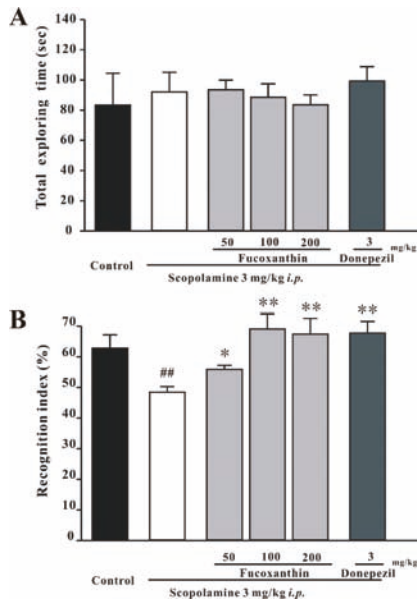 A
Total exploring time (sec)
140
120
100
80
60
40
20
0
50 100 200 3 mg/kg
Control Fucoxanthin Donepezil
Scopolamine 3 mg/kg i.p.
B
Recognition index (%)
70
60
50
40
30
20
10
0
## * ** ** **
50 100 200 3 mg/kg
Control Fucoxanthin Donepezil
Scopolamine 3 mg/kg i.p.